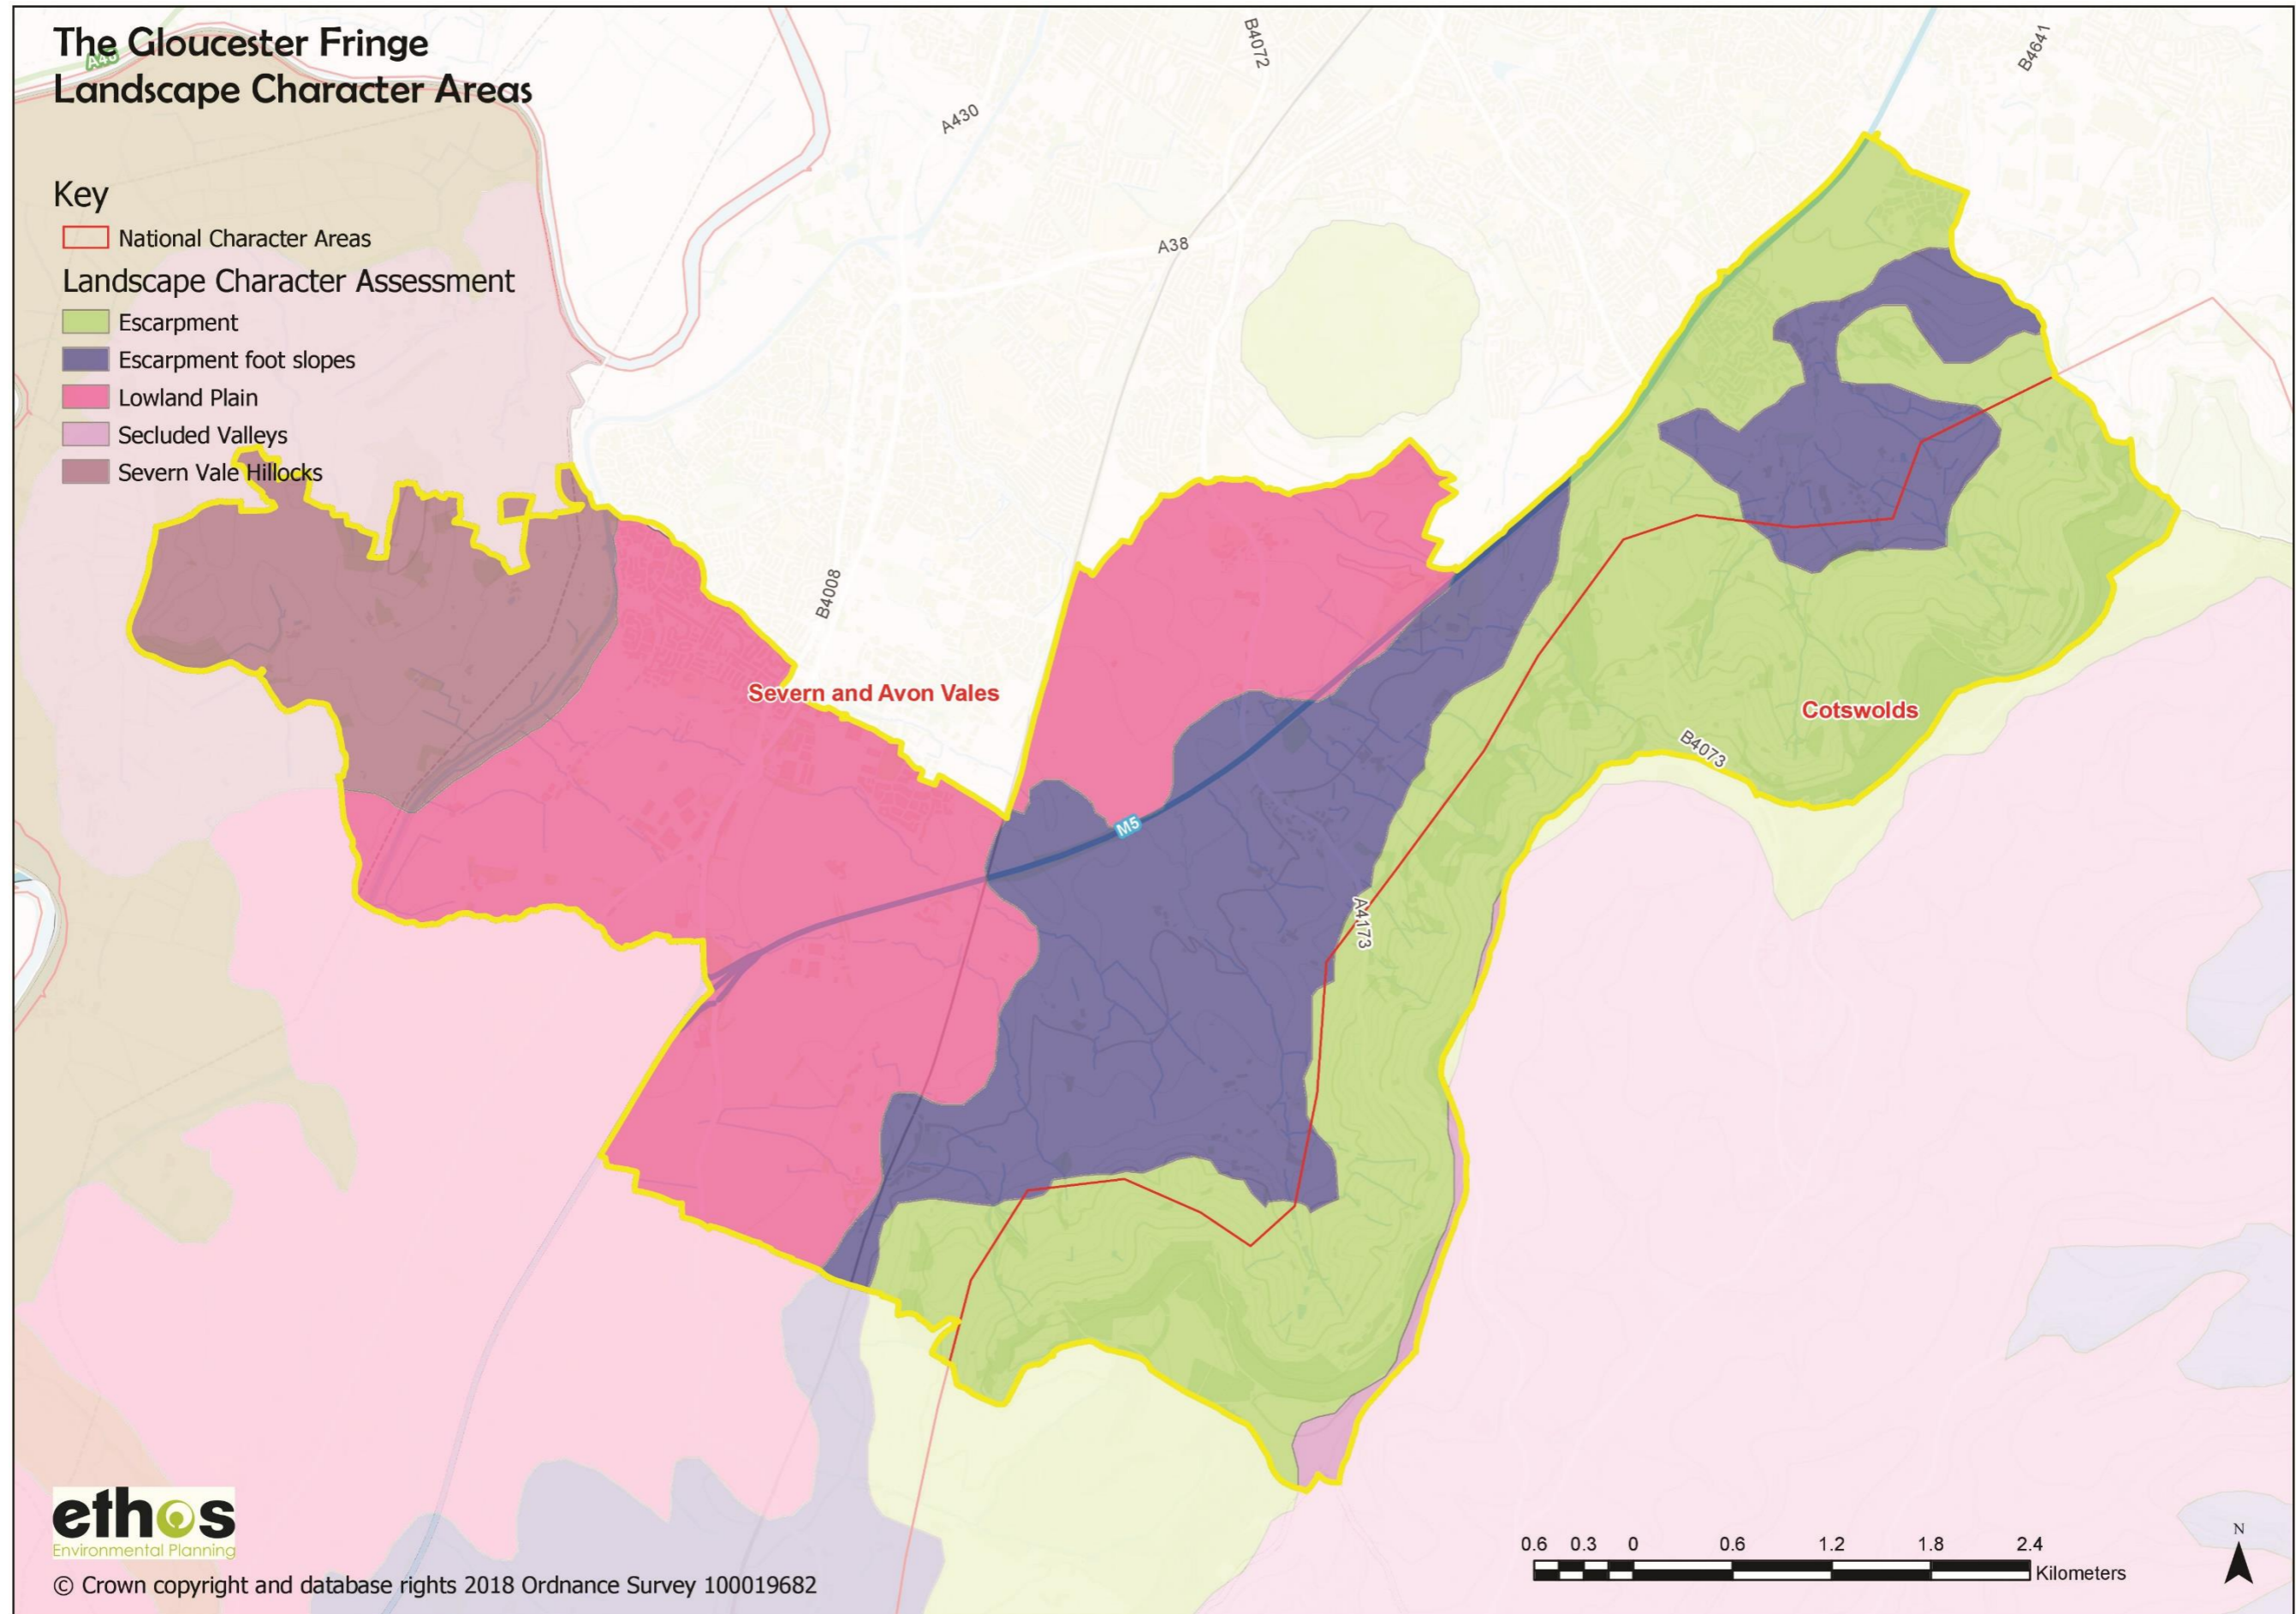 The Gloucester Fringe
Landscape Character Areas
A48
Key
National Character Areas
Landscape Character Assessment
Escarpment
Escarpment foot slopes
Lowland Plain
Secluded Valleys
Severn Vale Hillocks
A430
B4072
B4641
A38
B4008
Severn and Avon Vales
Cotswolds
B4073
M5
A4173
ethos
Environmental Planning
© Crown copyright and database rights 2018 Ordnance Survey 100019682
0.6 0.3 0 0.6 1.2 1.8 2.4
Kilometers
N